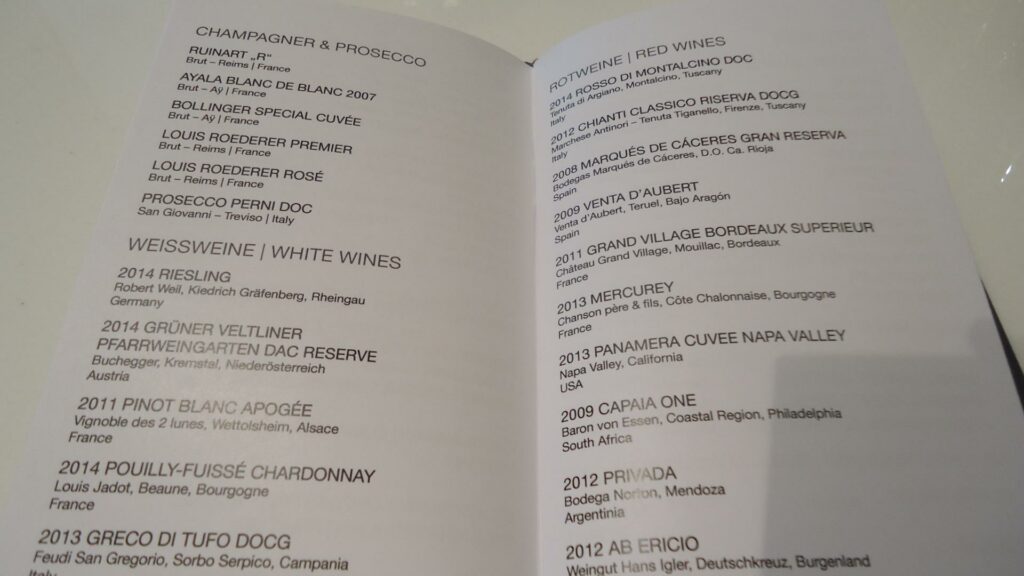 CHAMPAGNER & PROSECCO
RUINART „R“
Brut – Reims | France
AYALA BLANC DE BLANC 2007
Brut – Aÿ | France
BOLLINGER SPECIAL CUVÉE
Brut – Aÿ | France
LOUIS ROEDERER PREMIER
Brut – Reims | France
LOUIS ROEDERER ROSÉ
Brut – Reims | France
PROSECCO PERNI DOC
San Giovanni – Treviso | Italy
WEISSWEINE | WHITE WINES
2014 RIESLING
Robert Weil, Kiedrich Gräfenberg, Rheingau
Germany
2014 GRÜNER VELTLINER
PFARRWEINGARTEN DAC RESERVE
Buchegger, Kremstal, Niederösterreich
Austria
2011 PINOT BLANC APOGÉE
Vignoble des 2 lunes, Wettolsheim, Alsace
France
2014 POUILLY-FUISSÉ CHARDONNAY
Louis Jadot, Beaune, Bourgogne
France
2013 GRECO DI TUFO DOCG
Feudi San Gregorio, Sorbo Serpico, Campania
Italy
ROTWEINE | RED WINES
2014 ROSSO DI MONTALCINO DOC
Tenuta di Argiano, Montalcino, Tuscany
Italy
2012 CHIANTI CLASSICO RISERVA DOCG
Marchese Antinori – Tenuta Tiganello, Firenze, Tuscany
Italy
2008 MARQUÉS DE CÁCERES GRAN RESERVA
Bodegas Marqués de Cáceres, D.O. Ca. Rioja
Spain
2009 VENTA D'AUBERT
Venta d'Aubert, Teruel, Bajo Aragón
Spain
2011 GRAND VILLAGE BORDEAUX SUPERIEUR
Château Grand Village, Mouillac, Bordeaux
France
2013 MERCUREY
Chanson père & fils, Côte Chalonnaise, Bourgogne
France
2013 PANAMERA CUVEE NAPA VALLEY
Napa Valley, California
USA
2009 CAPAIA ONE
Baron von Essen, Coastal Region, Philadelphia
South Africa
2012 PRIVADA
Bodega Norton, Mendoza
Argentinia
2012 AB ERICIO
Weingut Hans Igler, Deutschkreuz, Burgenland